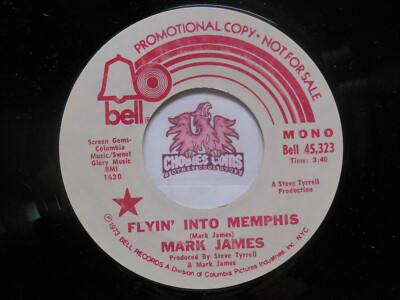 PROMOTIONAL COPY · NOT FOR SALE
bell
MONO
Bell 45,323
Time: 3:40
Screen Gems-
Columbia
Music/Sweet
Glory Music
BMI
1620
CHOBIES COINS
A Steve Tyrrell
Production
FLYIN' INTO MEMPHIS
(Mark James)
MARK JAMES
Produced by Steve Tyrrell
& Mark James
Ⓟ 1973 BELL RECORDS A Division of Columbia Pictures Industries, Inc., NYC